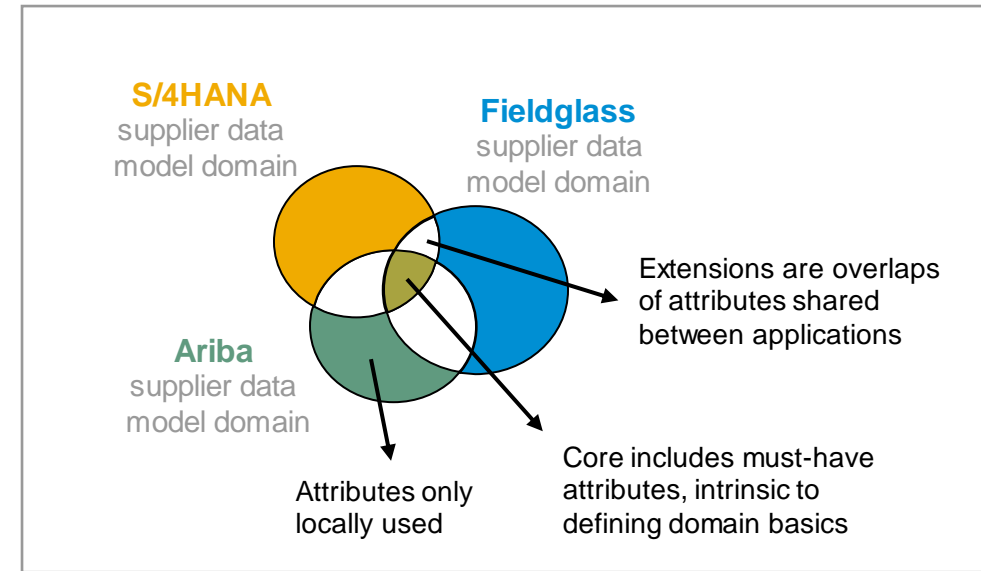 S/4HANA
supplier data
model domain
Fieldglass
supplier data
model domain
Extensions are overlaps
of attributes shared
between applications
Ariba
supplier data
model domain
Attributes only
locally used
Core includes must-have
attributes, intrinsic to
defining domain basics